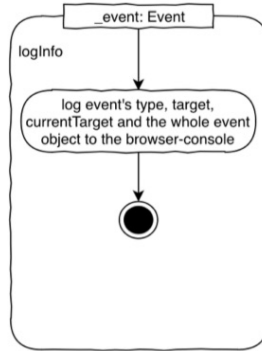 _event: Event
logInfo
log event's type, target,
currentTarget and the whole event
object to the browser-console